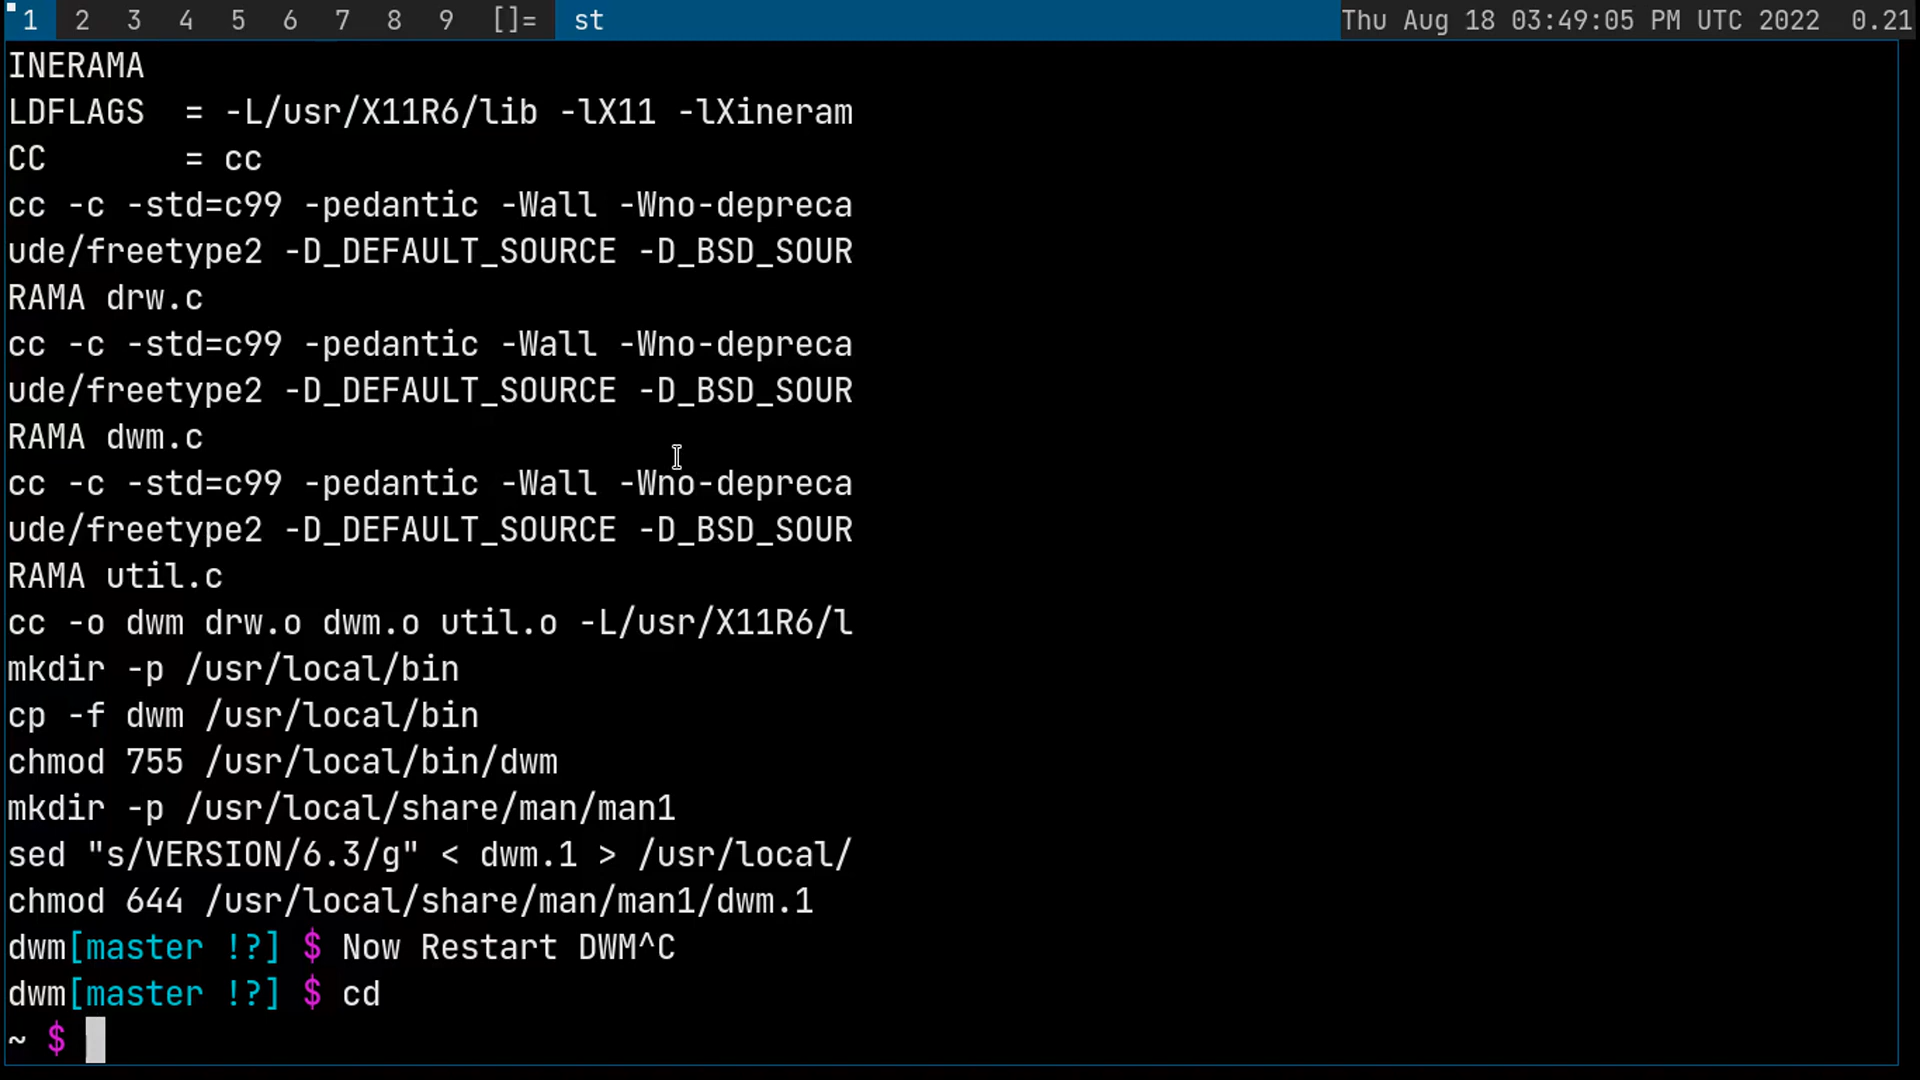 1 2 3 4 5 6 7 8 9 []= st Thu Aug 18 03:49:05 PM UTC 2022 0.21
INERAMA
LDFLAGS  = -L/usr/X11R6/lib -lX11 -lXineram
CC       = cc
cc -c -std=c99 -pedantic -Wall -Wno-depreca
ude/freetype2 -D_DEFAULT_SOURCE -D_BSD_SOUR
RAMA drw.c
cc -c -std=c99 -pedantic -Wall -Wno-depreca
ude/freetype2 -D_DEFAULT_SOURCE -D_BSD_SOUR
RAMA dwm.c
cc -c -std=c99 -pedantic -Wall -Wno-depreca
ude/freetype2 -D_DEFAULT_SOURCE -D_BSD_SOUR
RAMA util.c
cc -o dwm drw.o dwm.o util.o -L/usr/X11R6/l
mkdir -p /usr/local/bin
cp -f dwm /usr/local/bin
chmod 755 /usr/local/bin/dwm
mkdir -p /usr/local/share/man/man1
sed "s/VERSION/6.3/g" < dwm.1 > /usr/local/
chmod 644 /usr/local/share/man/man1/dwm.1
dwm[master !?] $ Now Restart DWM^C
dwm[master !?] $ cd
~ $